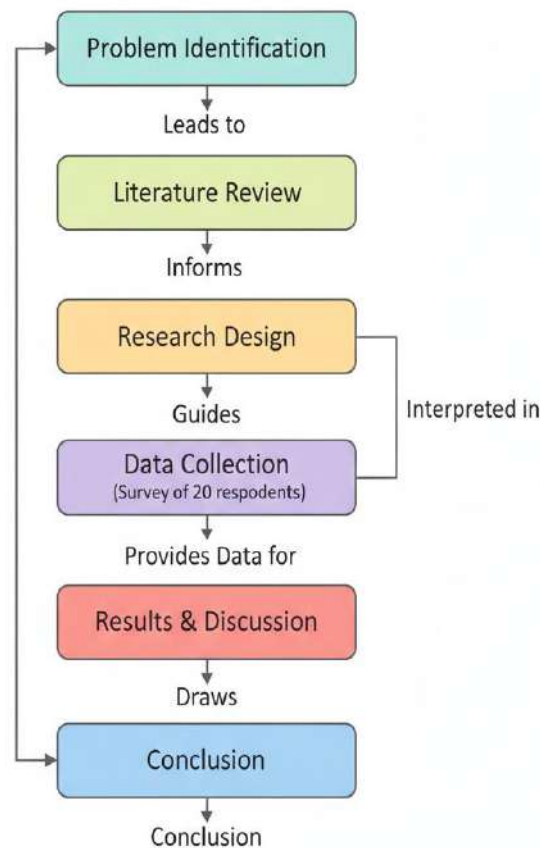 Problem Identification
Leads to
Literature Review
Informs
Research Design
Guides
Interpreted in
Data Collection
(Survey of 20 respodents)
Provides Data for
Results & Discussion
Draws
Conclusion
Conclusion